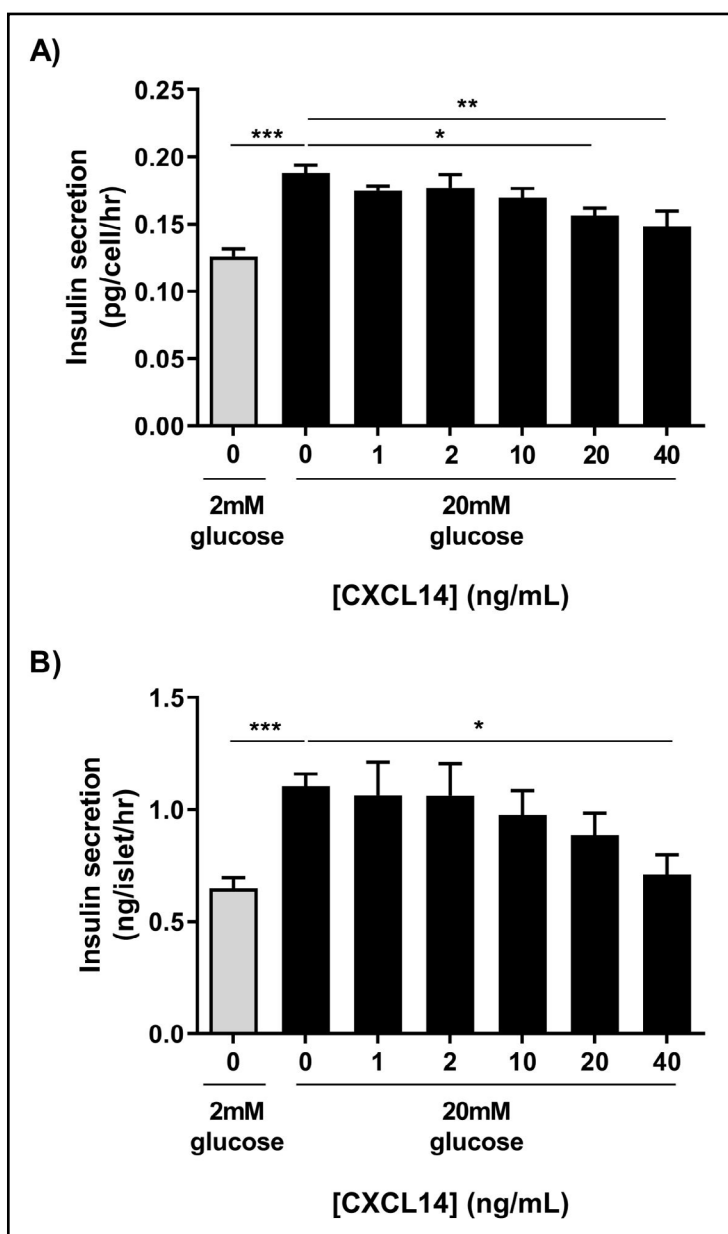 A)
Insulin secretion
(pg/cell/hr)
0.25
0.20
0.15
0.10
0.05
0.00
***
*
**
0 0 1 2 10 20 40
2mM
glucose
20mM
glucose
[CXCL14] (ng/mL)
B)
Insulin secretion
(ng/islet/hr)
1.5
1.0
0.5
0.0
***
*
0 0 1 2 10 20 40
2mM
glucose
20mM
glucose
[CXCL14] (ng/mL)